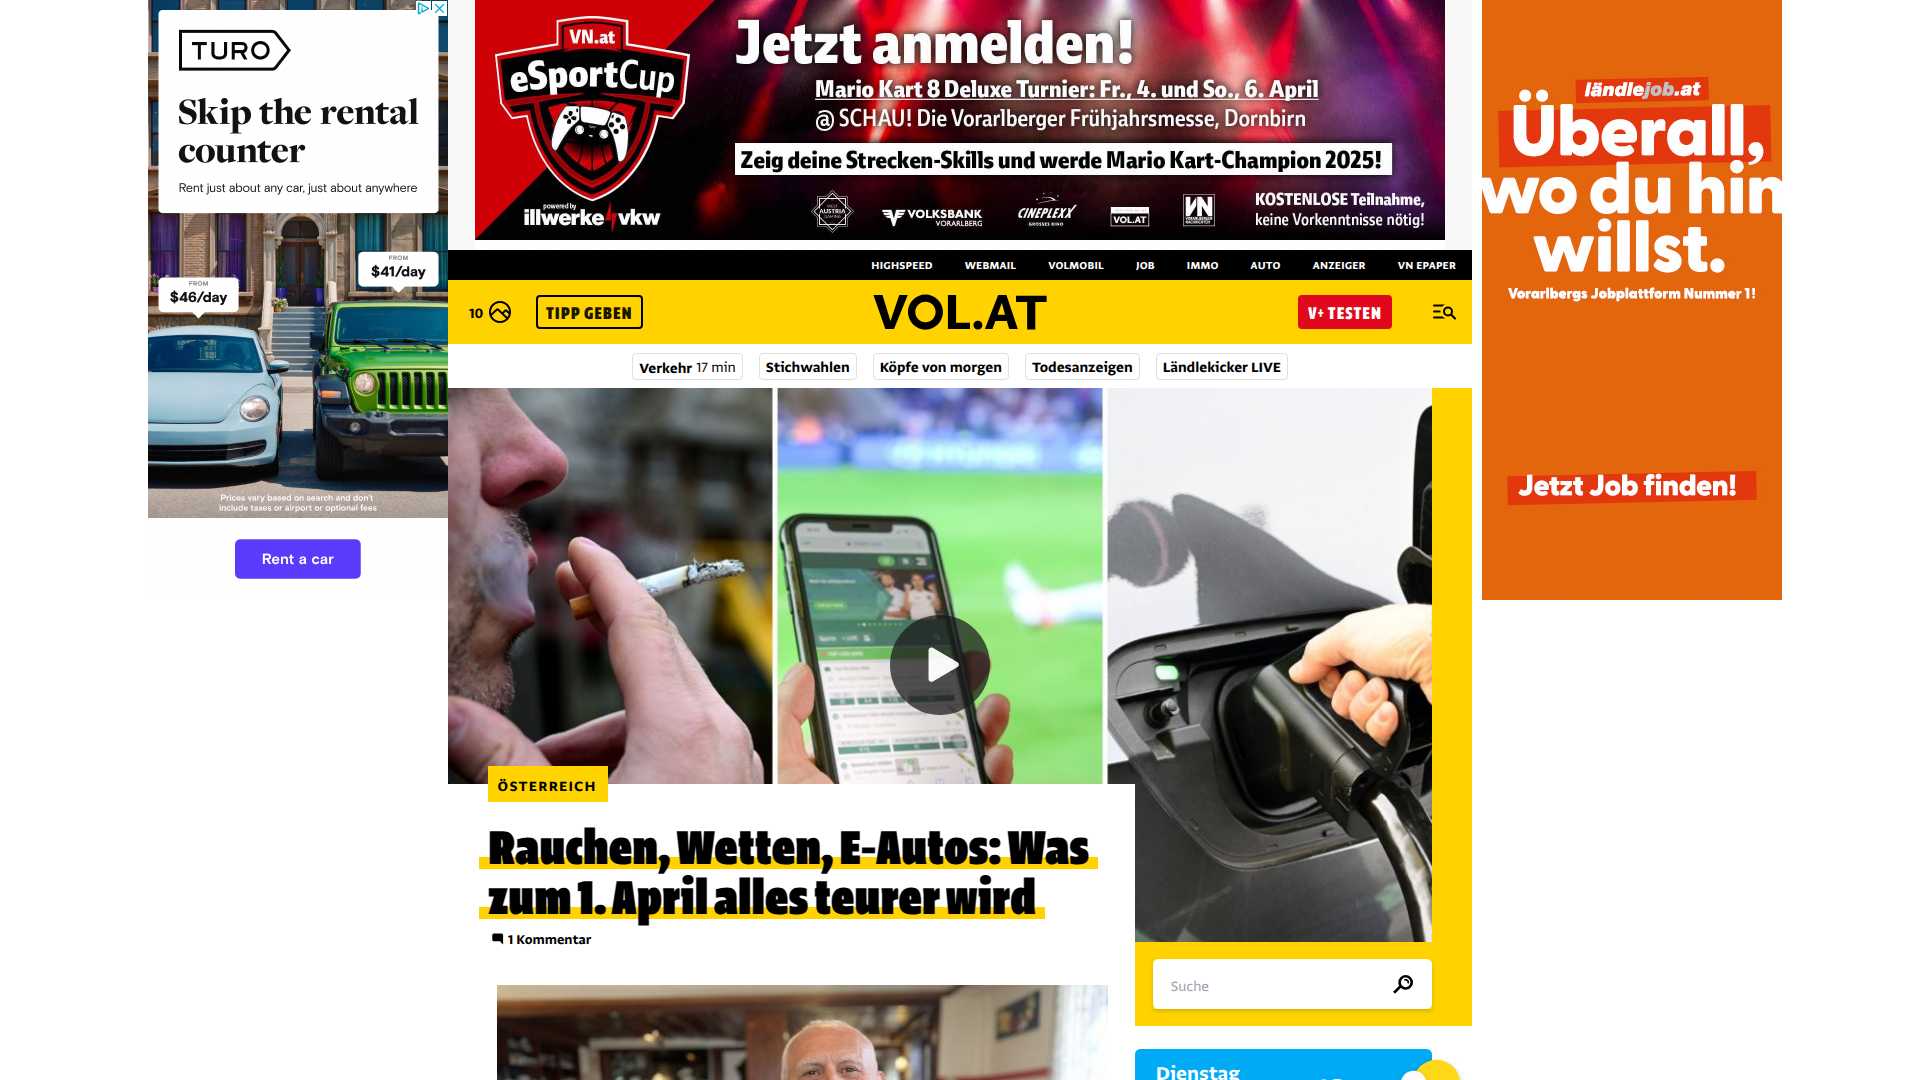 TURO
Skip the rental
counter
Rent just about any car, just about anywhere
FROM
$41/day
FROM
$46/day
Prices vary based on search and don't
include taxes or airport or optional fees
Rent a car
VN.at
eSportCup
powered by
illwerke vkw
Jetzt anmelden!
Mario Kart 8 Deluxe Turnier: Fr., 4. und So., 6. April
@ SCHAU! Die Vorarlberger Frühjahrsmesse, Dornbirn
Zeig deine Strecken-Skills und werde Mario Kart-Champion 2025!
AUSTRIA
VOLKSBANK
VORARLBERG
CINEPLEXX
VOL.AT
VN
KOSTENLOSE Teilnahme,
keine Vorkenntnisse nötig!
ländlejob.at
Überall,
wo du hin
willst.
Vorarlbergs Jobplattform Nummer 1!
Jetzt Job finden!
HIGHSPEED WEBMAIL VOLMOBIL JOB IMMO AUTO ANZEIGER VN EPAPER
10 TIPP GEBEN VOL.AT V+ TESTEN
Verkehr 17 min Stichwahlen Köpfe von morgen Todesanzeigen Ländlekicker LIVE
ÖSTERREICH
Rauchen, Wetten, E-Autos: Was
zum 1. April alles teurer wird
1 Kommentar
Suche
Dienstag